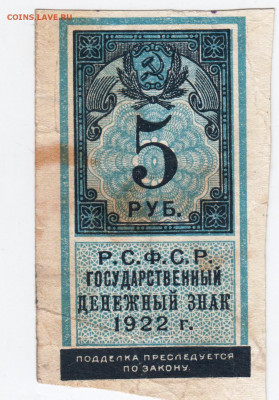 COINS.LAVE.RU
5
РУБ.
Р.С.Ф.С.Р.
ГОСУДАРСТВЕННЫЙ
ДЕНЕЖНЫЙ ЗНАК
1922 г.
ПОДДЕЛКА ПРЕСЛЕДУЕТСЯ
ПО ЗАКОНУ.